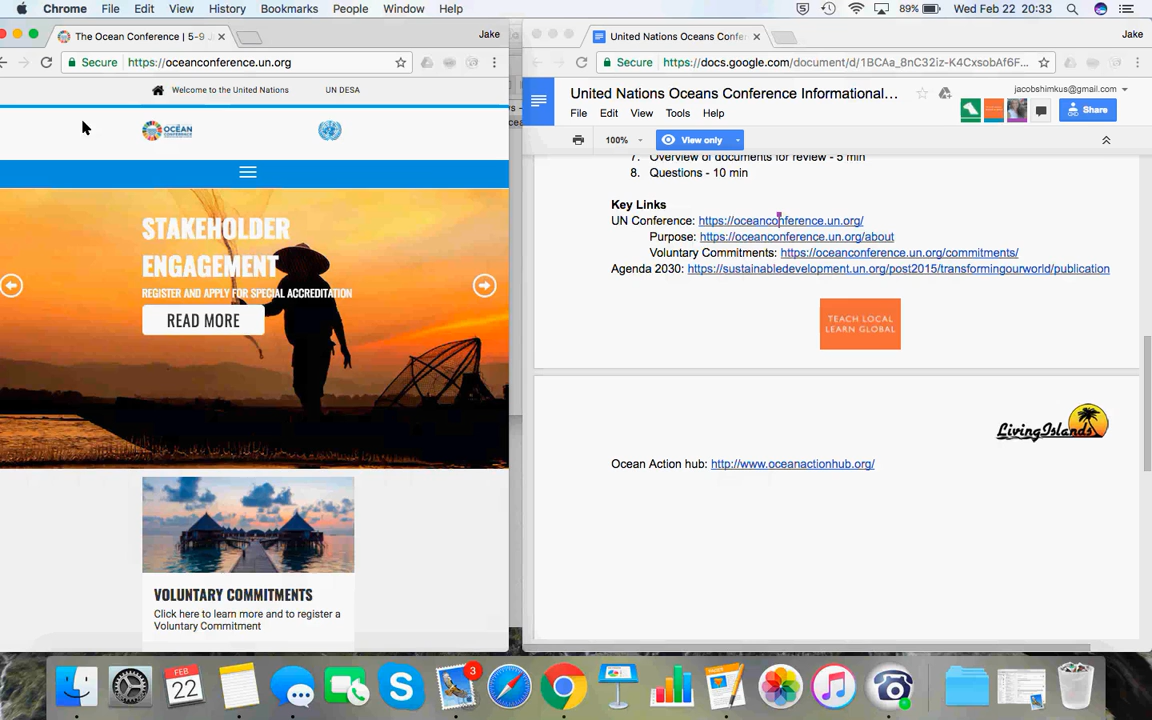 Chrome File Edit View History Bookmarks People Window Help
89% Wed Feb 22 20:33
The Ocean Conference | 5-9
Jake
Secure https://oceanconference.un.org
Welcome to the United Nations UN DESA
THE OCEAN CONFERENCE
STAKEHOLDER
ENGAGEMENT
REGISTER AND APPLY FOR SPECIAL ACCREDITATION
READ MORE
VOLUNTARY COMMITMENTS
Click here to learn more and to register a
Voluntary Commitment
United Nations Oceans Confe
Jake
Secure https://docs.google.com/document/d/1BCAa_8nC32iz-K4CxsobAf6F...
United Nations Oceans Conference Informational...
jacobshimkus@gmail.com
File Edit View Tools Help
Share
100% View only
7. Overview of documents for review - 5 min
8. Questions - 10 min
Key Links
UN Conference: https://oceanconference.un.org/
Purpose: https://oceanconference.un.org/about
Voluntary Commitments: https://oceanconference.un.org/commitments/
Agenda 2030: https://sustainabledevelopment.un.org/post2015/transformingourworld/publication
TEACH LOCAL
LEARN GLOBAL
LivingIslands
Ocean Action hub: http://www.oceanactionhub.org/
FEB
22
3